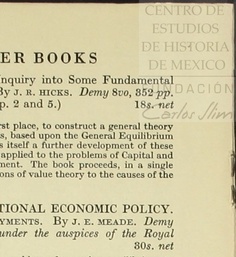 CENTRO DE
ESTUDIOS
DE HISTORIA
DE MEXICO
FUNDACIÓN
Carlos Slim
ER BOOKS
nquiry into Some Fundamental
By J. R. HICKS. Demy 8vo, 352 pp.
p. 2 and 5.) 18s. net
rst place, to construct a general theory
s, based upon the General Equilibrium
s itself a further development of these
applied to the problems of Capital and
ment. The book proceeds, in a single
ons of value theory to the causes of the
TIONAL ECONOMIC POLICY,
YMENTS. By J. E. MEADE. Demy
under the auspices of the Royal
30s. net